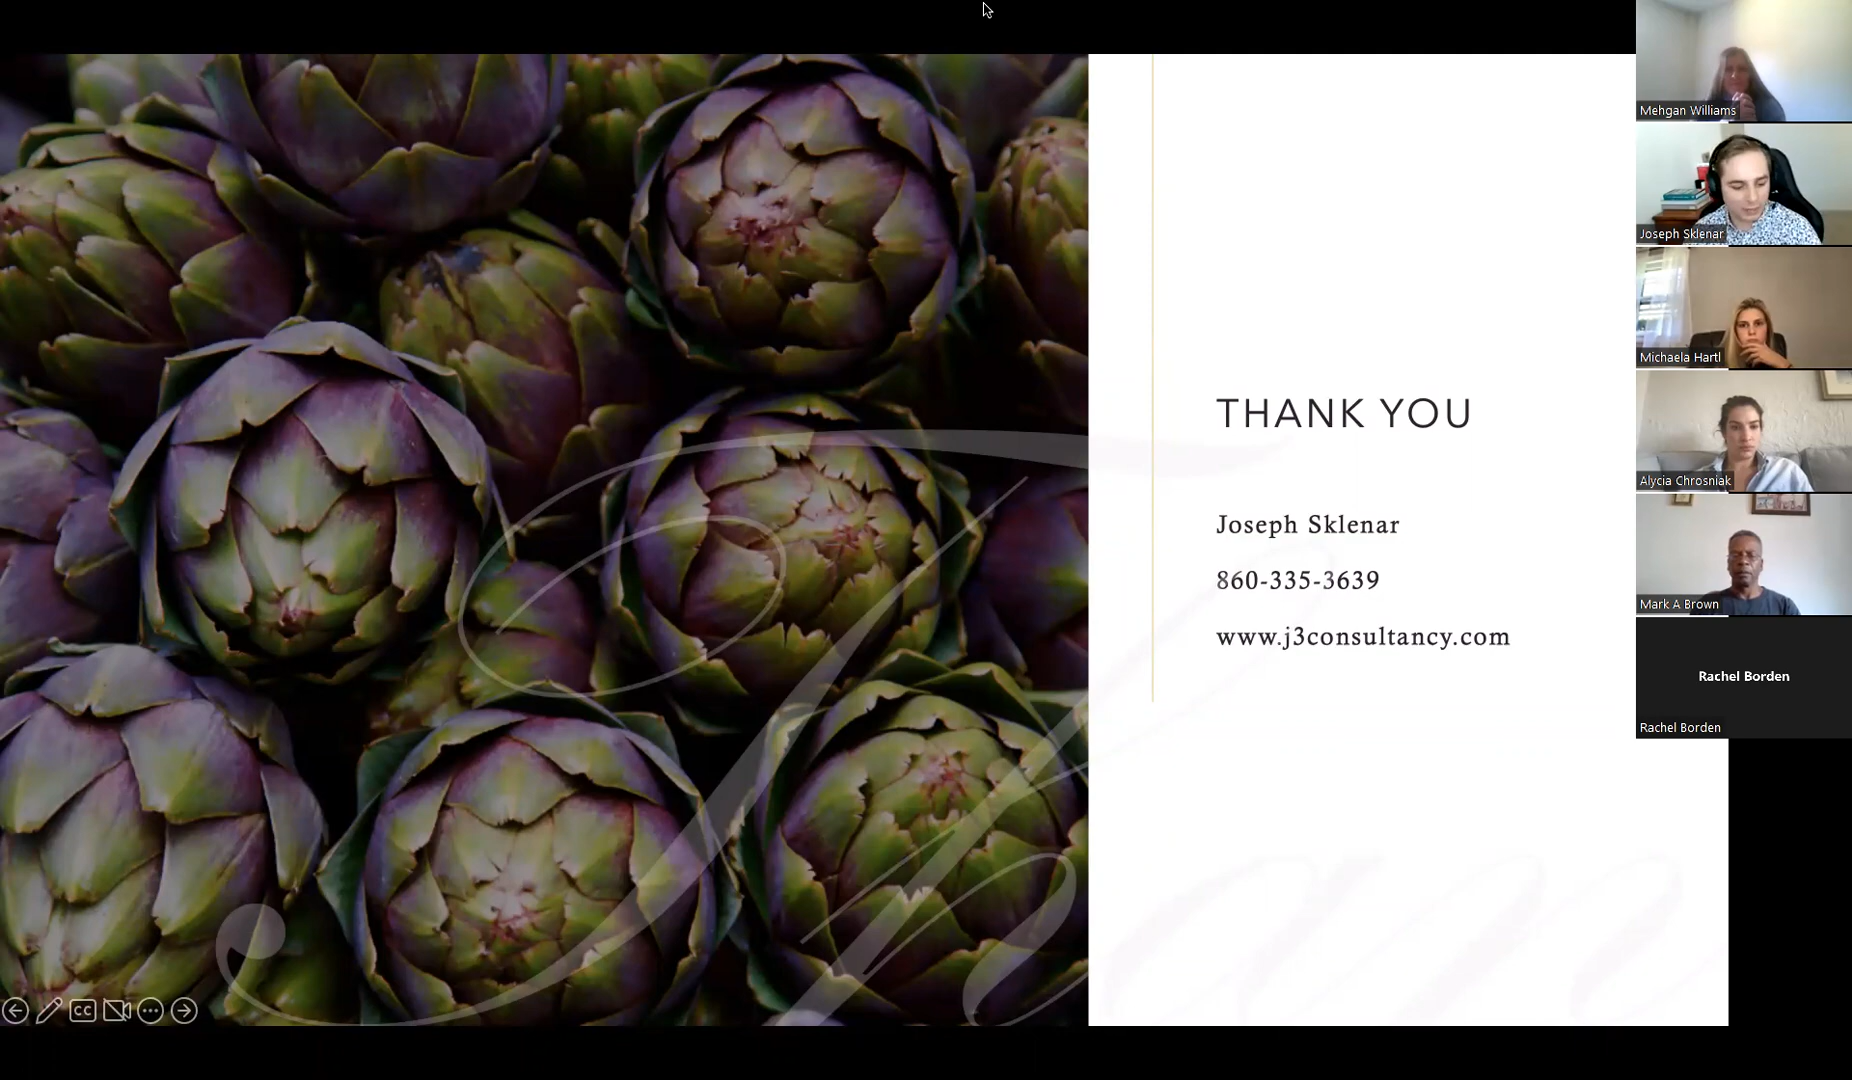 THANK YOU
Joseph Sklenar
860-335-3639
www.j3consultancy.com
Mehgan Williams
Joseph Sklenar
Michaela Hartl
Alycia Chrosniak
Mark A Brown
Rachel Borden
Rachel Borden
CC